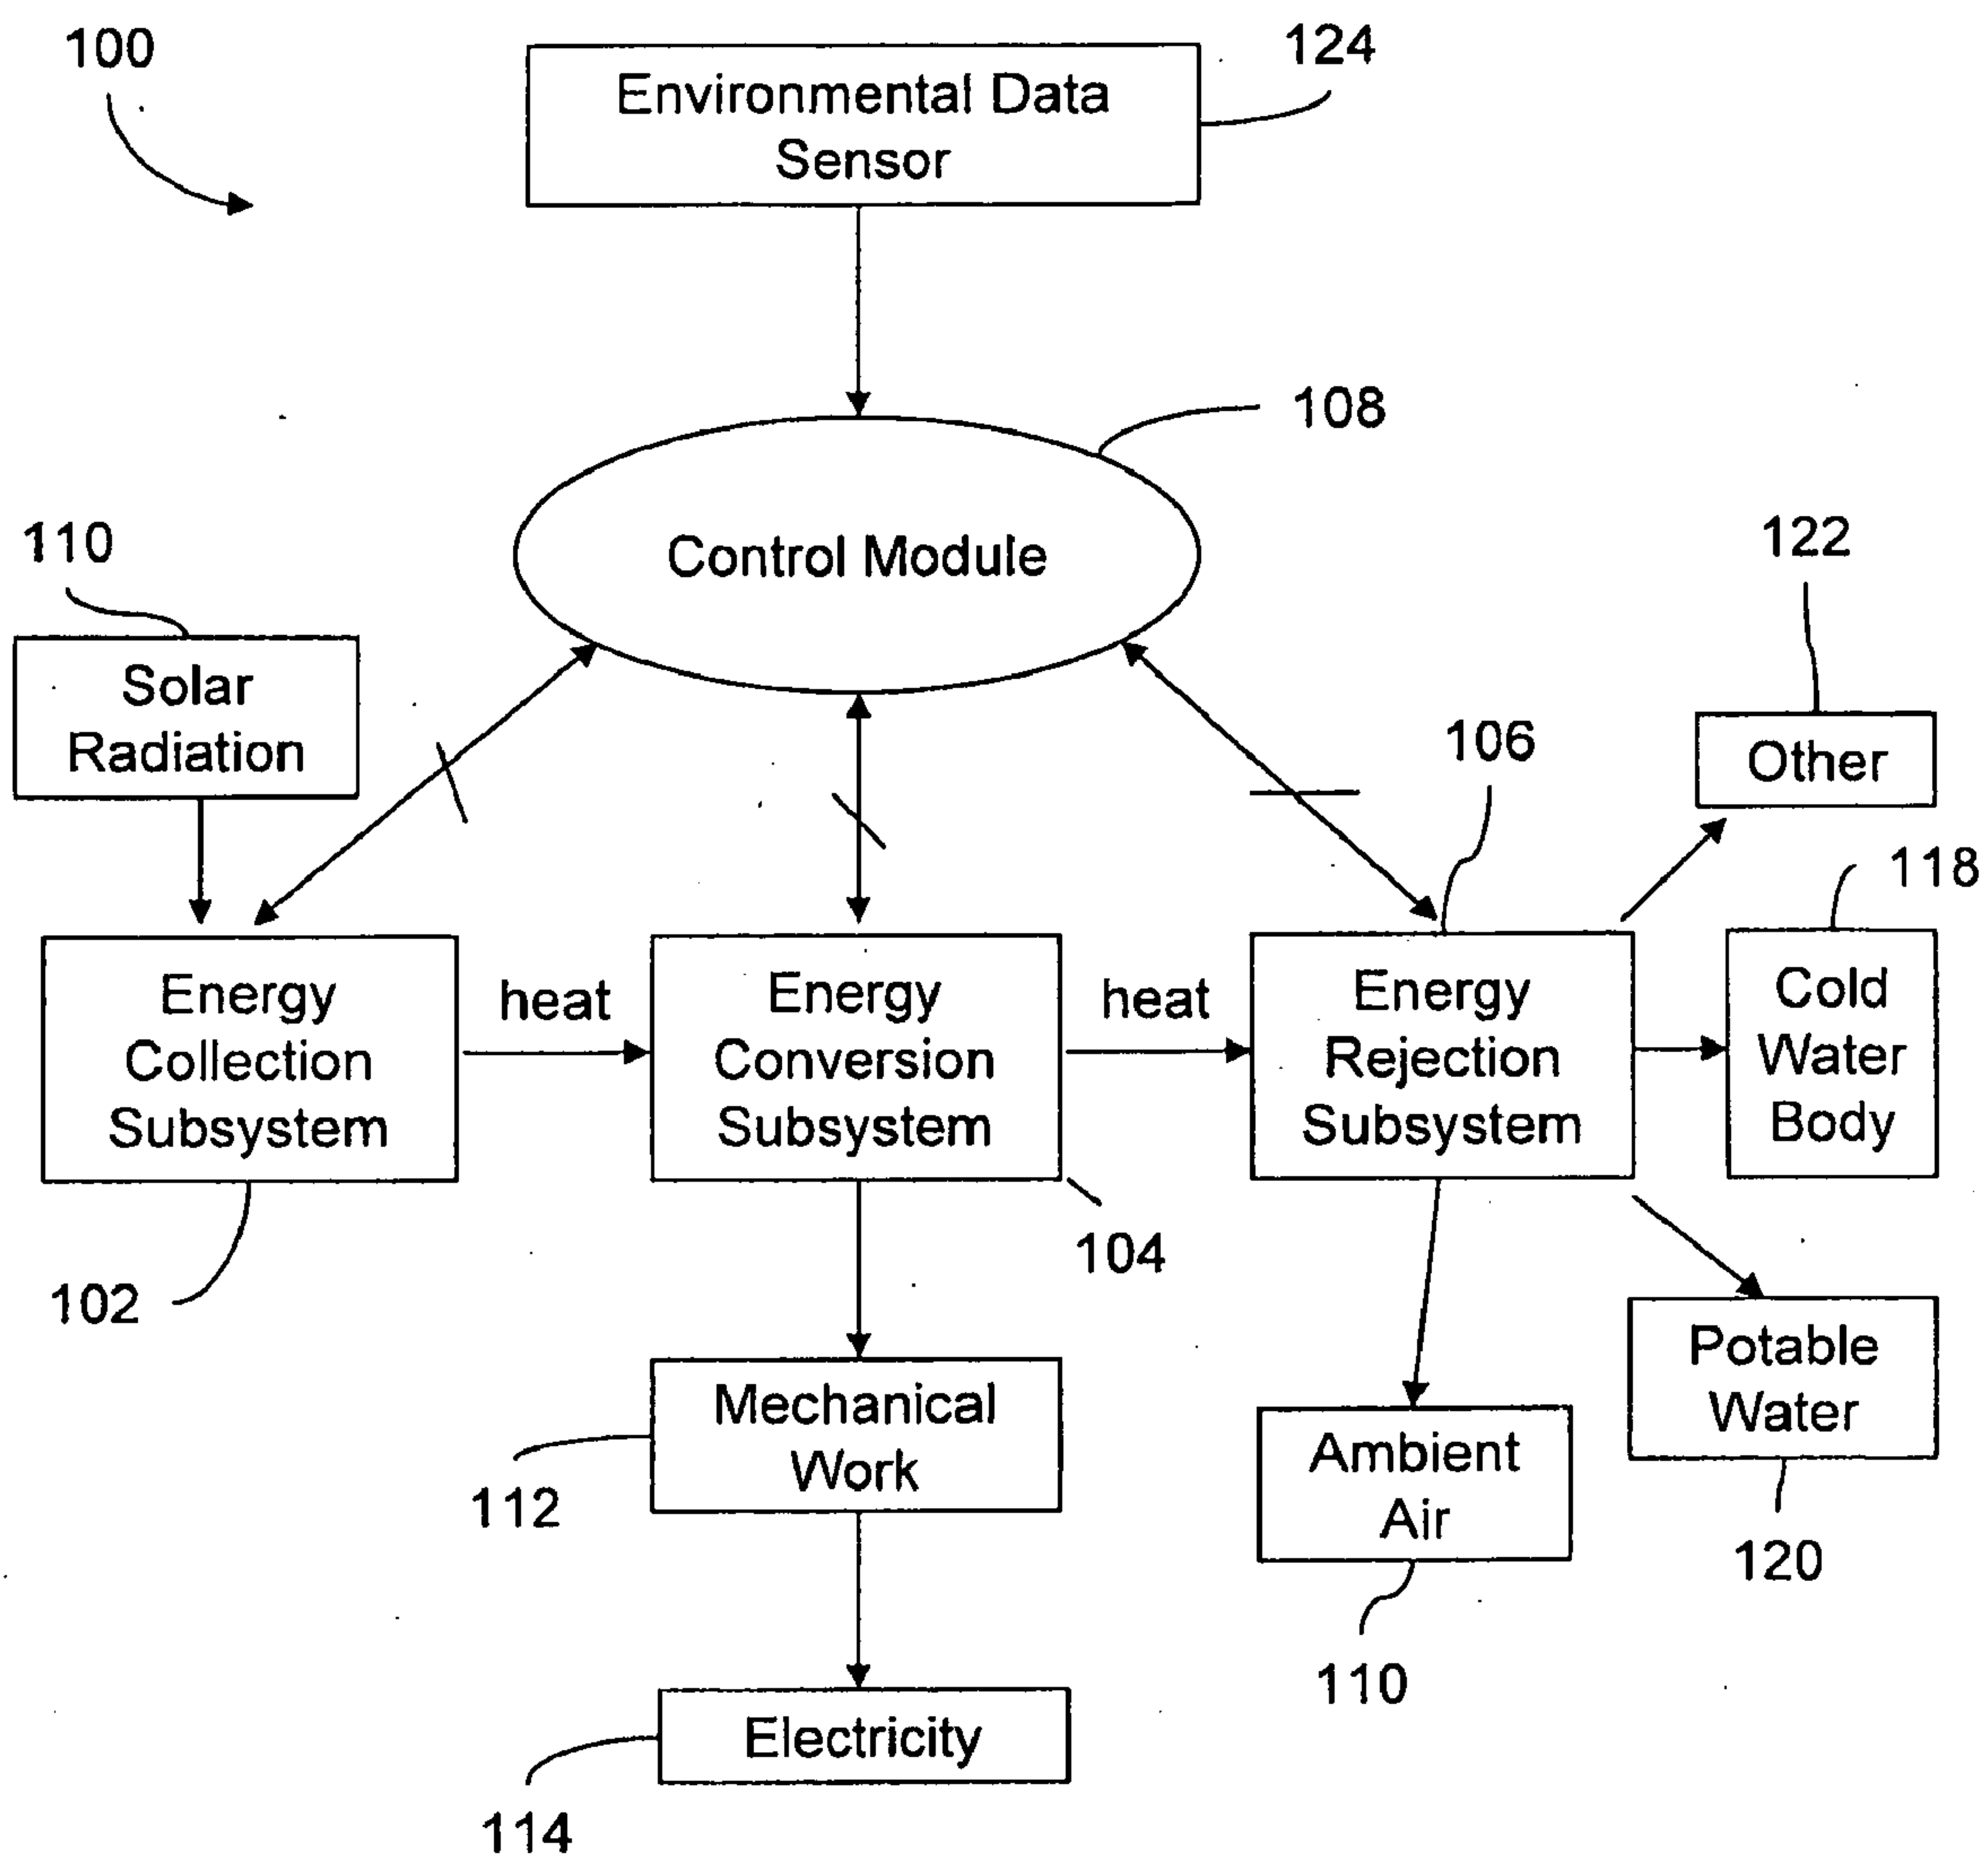 100
124
Environmental Data
Sensor
108
Control Module
110
Solar
Radiation
122
Other
106
118
Energy
Collection
Subsystem
heat
Energy
Conversion
Subsystem
heat
Energy
Rejection
Subsystem
Cold
Water
Body
102
104
Mechanical
Work
112
Ambient
Air
110
Potable
Water
120
Electricity
114